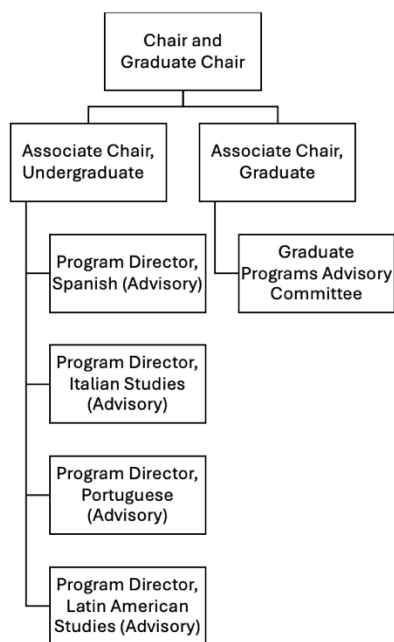 Chair and
Graduate Chair
Associate Chair,
Undergraduate
Associate Chair,
Graduate
Program Director,
Spanish (Advisory)
Graduate
Programs Advisory
Committee
Program Director,
Italian Studies
(Advisory)
Program Director,
Portuguese
(Advisory)
Program Director,
Latin American
Studies (Advisory)